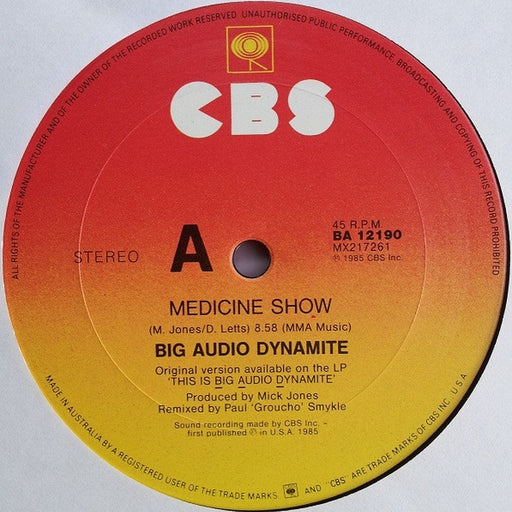 ALL RIGHTS OF THE MANUFACTURER AND OF THE OWNER OF THE RECORDED WORK RESERVED. UNAUTHORISED PUBLIC PERFORMANCE, BROADCASTING AND COPYING OF THIS RECORD PROHIBITED
CBS
STEREO
A
45 R.P.M
BA 12190
MX217261
℗ 1985 CBS Inc.
MEDICINE SHOW
(M. Jones/D. Letts) 8.58 (MMA Music)
BIG AUDIO DYNAMITE
Original version available on the LP
'THIS IS BIG AUDIO DYNAMITE'
Produced by Mick Jones
Remixed by Paul 'Groucho' Smykle
Sound recording made by CBS Inc. –
first published ℗ in U.S.A. 1985
MADE IN AUSTRALIA BY A REGISTERED USER OF THE TRADE MARKS. AND "CBS" ARE TRADE MARKS OF CBS INC., U.S.A